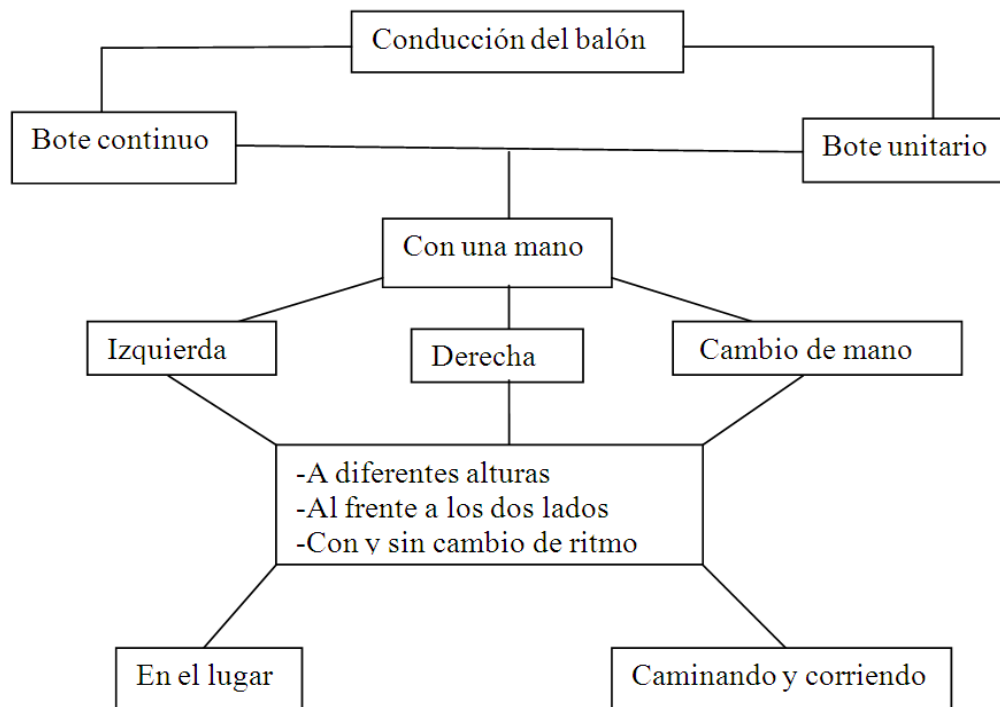 Conducción del balón
Bote continuo
Bote unitario
Con una mano
Izquierda
Derecha
Cambio de mano
-A diferentes alturas
-Al frente a los dos lados
-Con y sin cambio de ritmo
En el lugar
Caminando y corriendo